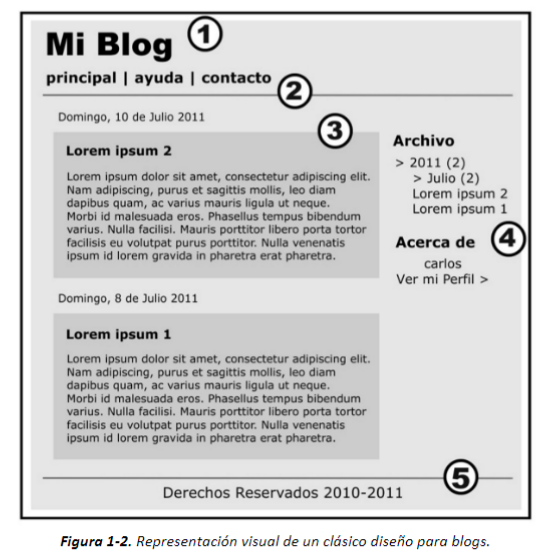 Mi Blog
1
principal | ayuda | contacto
2
Domingo, 10 de Julio 2011
3
Lorem ipsum 2
Lorem ipsum dolor sit amet, consectetur adipiscing elit.
Nam adipiscing, purus et sagittis mollis, leo diam
dapibus quam, ac varius mauris ligula ut neque.
Morbi id malesuada eros. Phasellus tempus bibendum
varius. Nulla facilisi. Mauris porttitor libero porta tortor
facilisis eu volutpat purus porttitor. Nulla venenatis
ipsum id lorem gravida in pharetra erat pharetra.
Domingo, 8 de Julio 2011
Lorem ipsum 1
Lorem ipsum dolor sit amet, consectetur adipiscing elit.
Nam adipiscing, purus et sagittis mollis, leo diam
dapibus quam, ac varius mauris ligula ut neque.
Morbi id malesuada eros. Phasellus tempus bibendum
varius. Nulla facilisi. Mauris porttitor libero porta tortor
facilisis eu volutpat purus porttitor. Nulla venenatis
ipsum id lorem gravida in pharetra erat pharetra.
Archivo
> 2011 (2)
> Julio (2)
Lorem ipsum 2
Lorem ipsum 1
Acerca de
4
carlos
Ver mi Perfil >
5
Derechos Reservados 2010-2011
Figura 1-2. Representación visual de un clásico diseño para blogs.